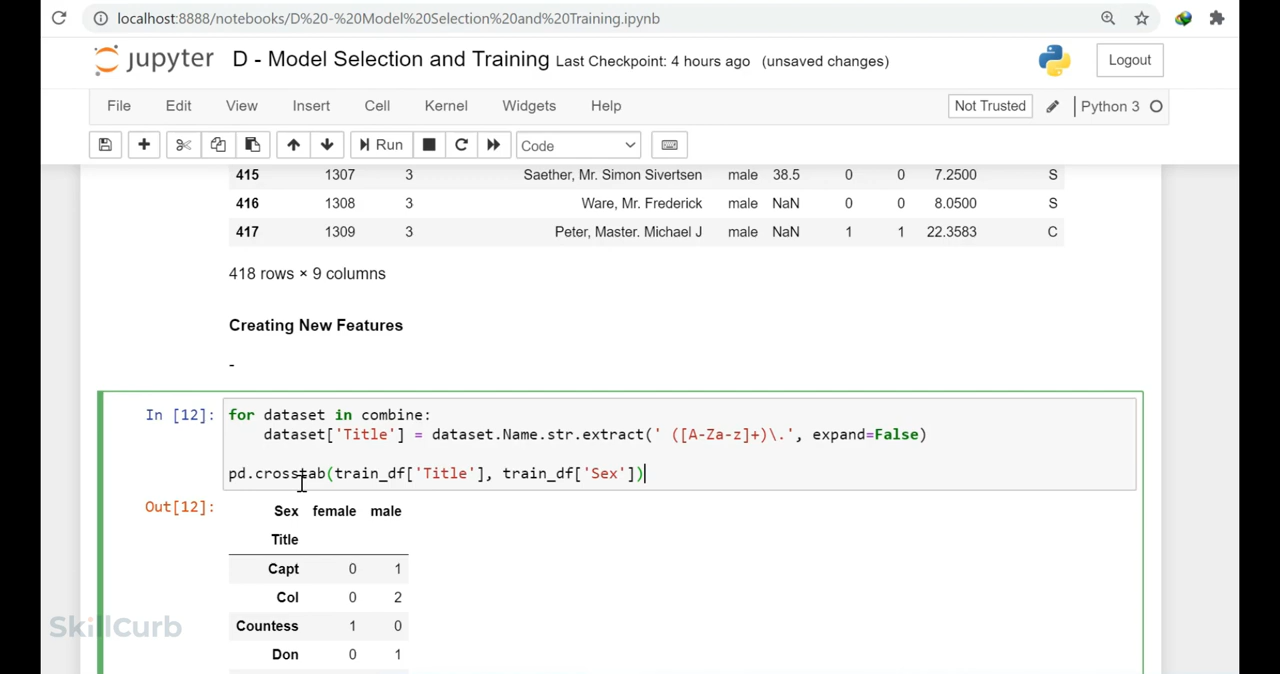 localhost:8888/notebooks/D%20-%20Model%20Selection%20and%20Training.ipynb
jupyter D - Model Selection and Training Last Checkpoint: 4 hours ago (unsaved changes) Logout
File Edit View Insert Cell Kernel Widgets Help Not Trusted Python 3
Run Code
415 1307 3 Saether, Mr. Simon Sivertsen male 38.5 0 0 7.2500 S
416 1308 3 Ware, Mr. Frederick male NaN 0 0 8.0500 S
417 1309 3 Peter, Master. Michael J male NaN 1 1 22.3583 C
418 rows × 9 columns
Creating New Features
-
In [12]: for dataset in combine:
dataset['Title'] = dataset.Name.str.extract(' ([A-Za-z]+)\.', expand=False)
pd.crosstab(train_df['Title'], train_df['Sex'])
Out[12]: Sex female male
Title
Capt 0 1
Col 0 2
Countess 1 0
Don 0 1
SkillCurb